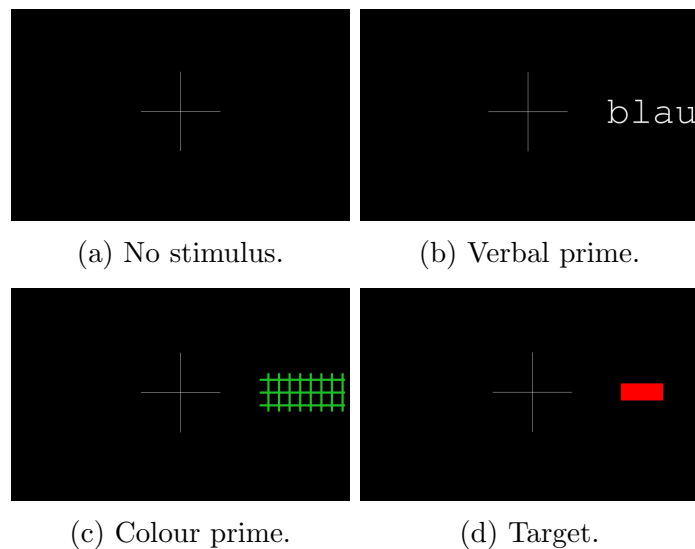 blau
(a) No stimulus.
(b) Verbal prime.
(c) Colour prime.
(d) Target.